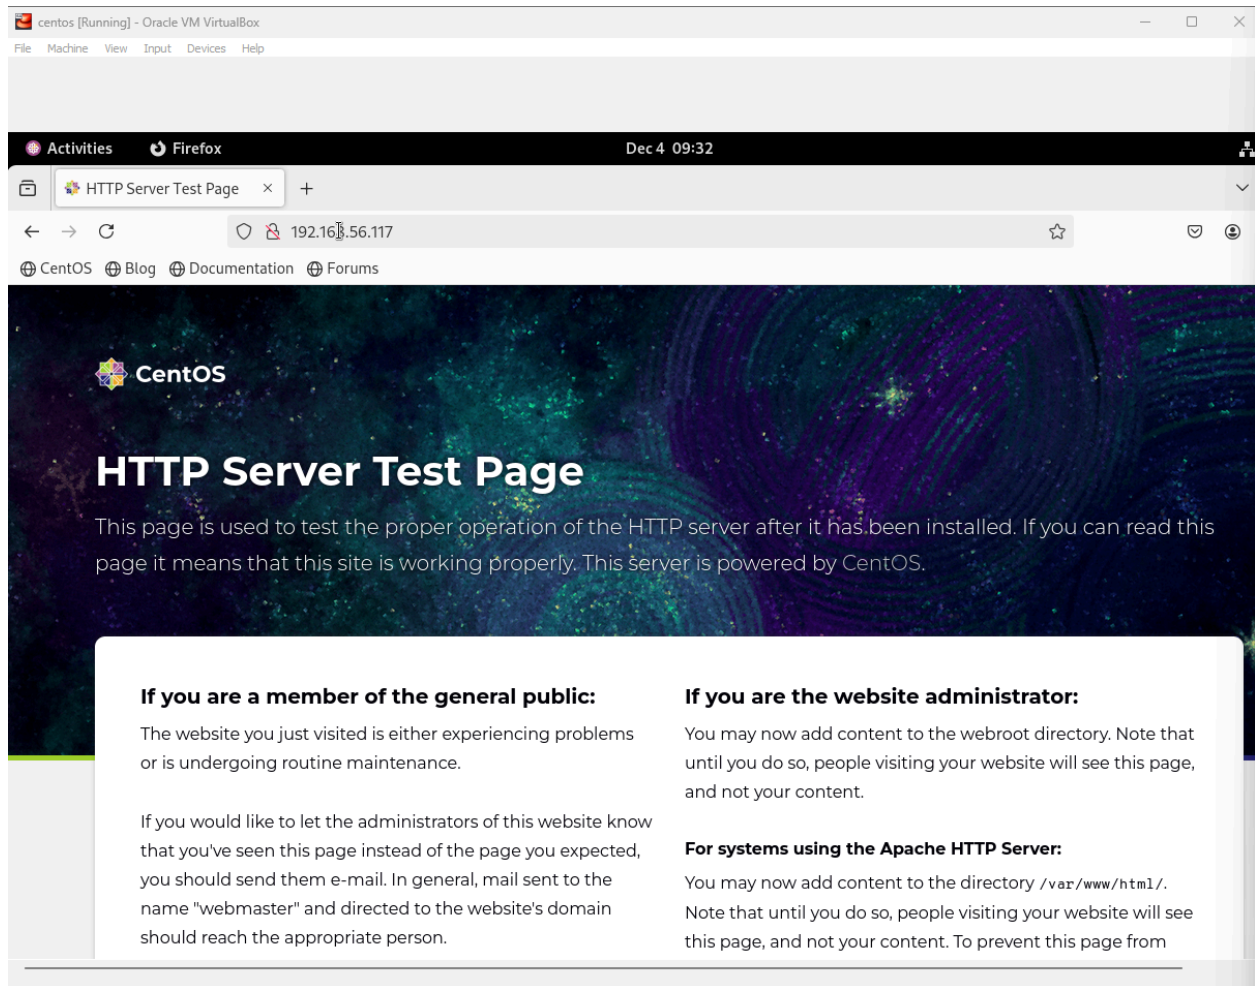 centos [Running] - Oracle VM VirtualBox
File Machine View Input Devices Help
Activities Firefox Dec 4 09:32
HTTP Server Test Page
192.168.56.117
CentOS Blog Documentation Forums
CentOS
HTTP Server Test Page
This page is used to test the proper operation of the HTTP server after it has been installed. If you can read this
page it means that this site is working properly. This server is powered by CentOS.
If you are a member of the general public:
The website you just visited is either experiencing problems
or is undergoing routine maintenance.
If you would like to let the administrators of this website know
that you've seen this page instead of the page you expected,
you should send them e-mail. In general, mail sent to the
name "webmaster" and directed to the website's domain
should reach the appropriate person.
If you are the website administrator:
You may now add content to the webroot directory. Note that
until you do so, people visiting your website will see this page,
and not your content.
For systems using the Apache HTTP Server:
You may now add content to the directory /var/www/html/.
Note that until you do so, people visiting your website will see
this page, and not your content. To prevent this page from